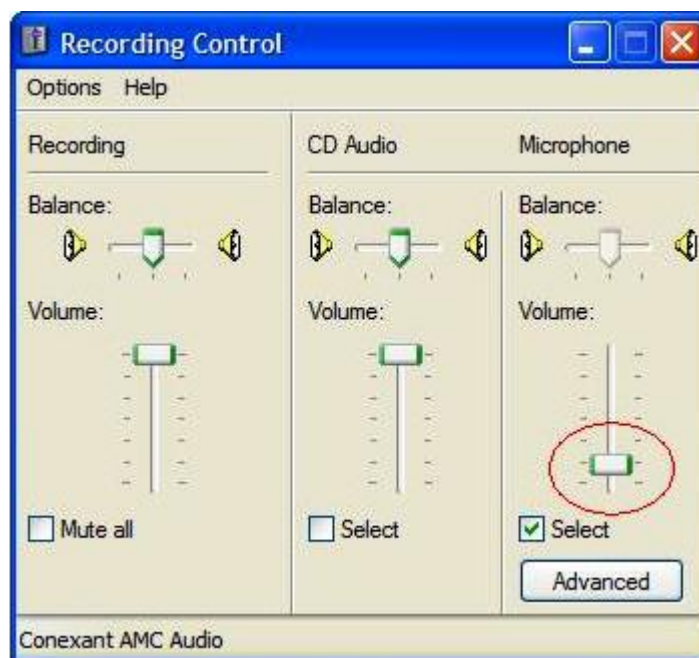 Recording Control
Options Help
Recording CD Audio Microphone
Balance: Balance: Balance:
Volume: Volume: Volume:
Mute all Select Select
Advanced
Conexant AMC Audio